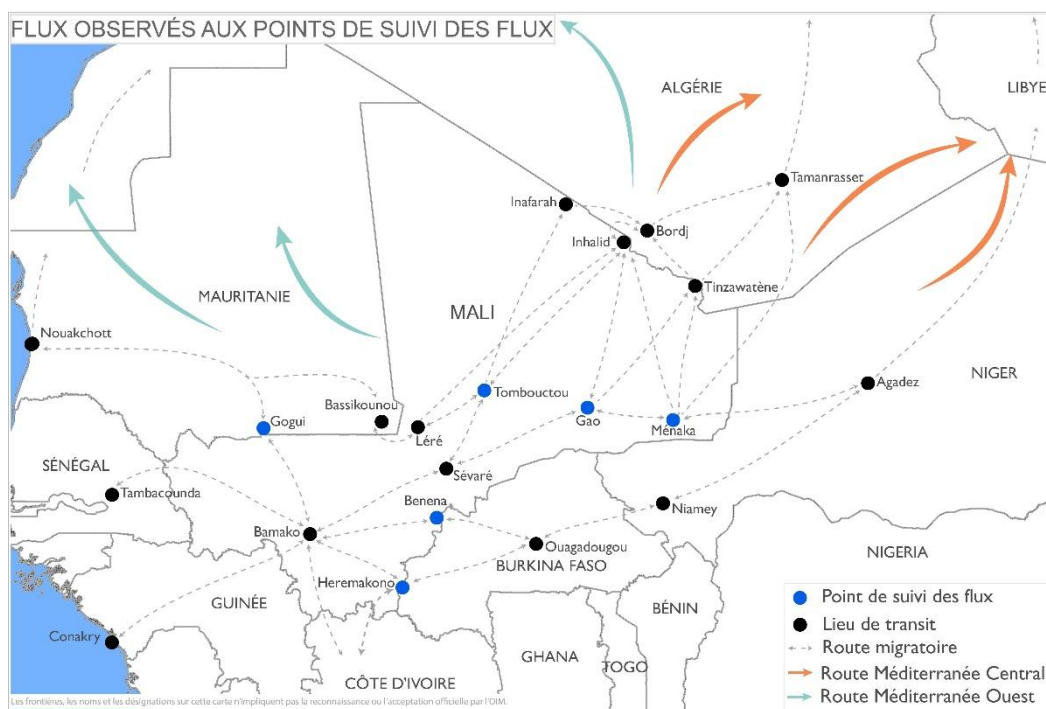 FLUX OBSERVÉS AUX POINTS DE SUIVI DES FLUX
ALGÉRIE
LIBYE
Tamanrasset
Inafarah
Bordj
Inhalid
Tinzawatène
MAURITANIE
MALI
Nouakchott
Agadez
NIGER
Tombouctou
Bassikounou
Gogui
Gao
Ménaka
Léré
SÉNÉGAL
Sévaré
Tambacounda
Benena
Niamey
Bamako
Ouagadougou
BURKINA FASO
NIGERIA
Heremakono
GUINÉE
BÉNIN
Conakry
GHANA
TOGO
CÔTE D'IVOIRE
Point de suivi des flux
Lieu de transit
Route migratoire
Route Méditerranée Central
Route Méditerranée Ouest
Les frontières, les noms et les désignations sur cette carte n'impliquent pas la reconnaissance ou l'acceptation officielle par l'OIM.